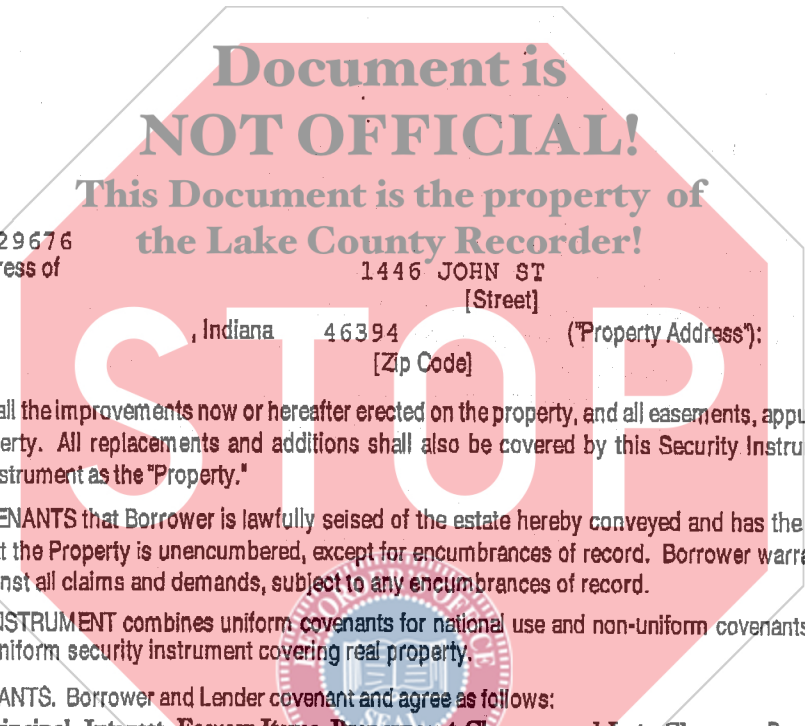 Document is
NOT OFFICIAL!
This Document is the property of
the Lake County Recorder!
29676
ress of
1446 JOHN ST
[Street]
, Indiana 46394 ("Property Address"):
[Zip Code]
STOP
all the improvements now or hereafter erected on the property, and all easements, appu
erty. All replacements and additions shall also be covered by this Security Instru
strument as the "Property."
ENANTS that Borrower is lawfully seised of the estate hereby conveyed and has the
t the Property is unencumbered, except for encumbrances of record. Borrower warra
nst all claims and demands, subject to any encumbrances of record.
NSTRUMENT combines uniform covenants for national use and non-uniform covenants
niform security instrument covering real property.
ANTS. Borrower and Lender covenant and agree as follows: